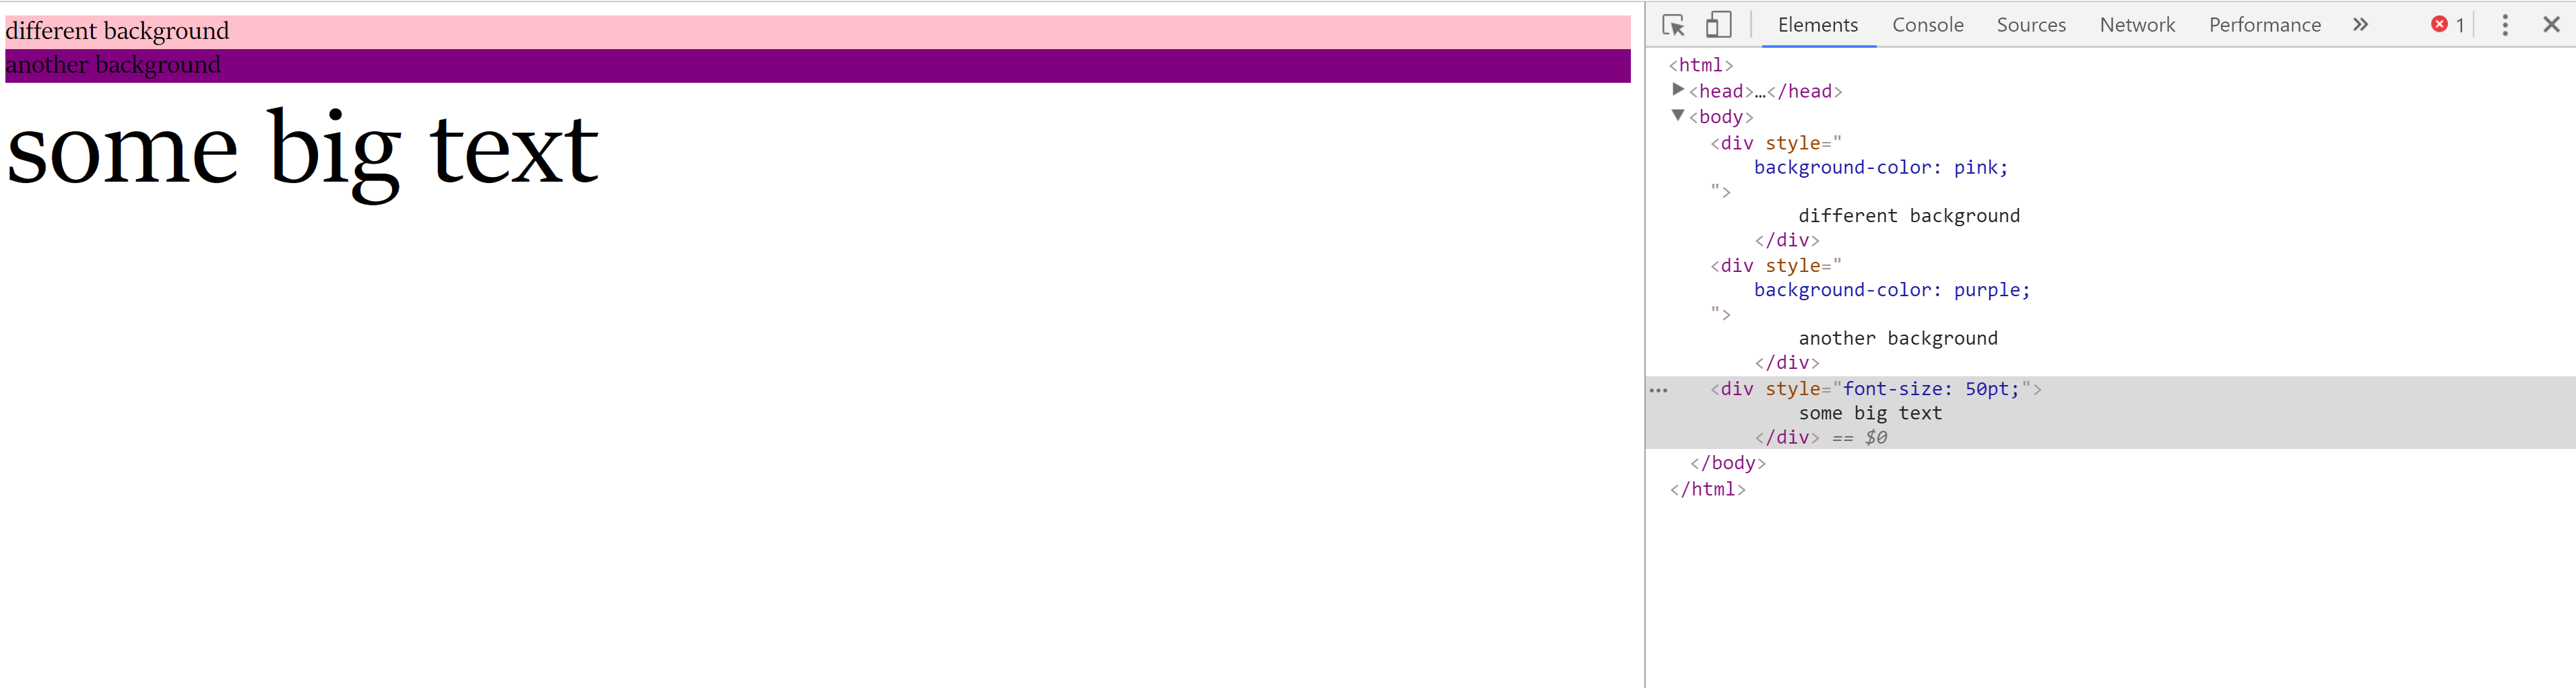 different background
another background
some big text
Elements Console Sources Network Performance » 1
<html>
<head>…</head>
<body>
<div style="
background-color: pink;
">
different background
</div>
<div style="
background-color: purple;
">
another background
</div>
<div style="font-size: 50pt;">
some big text
</div> == $0
</body>
</html>